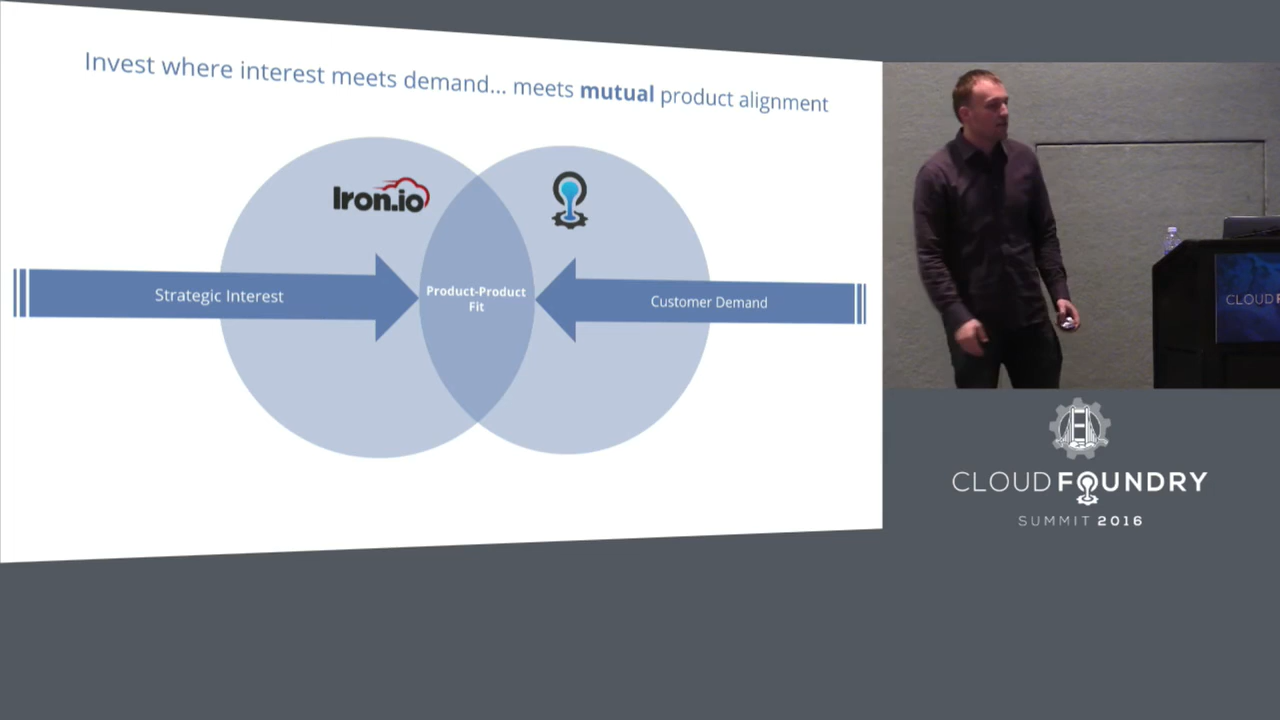 Invest where interest meets demand... meets mutual product alignment
Iron.io
Strategic Interest
Product-Product
Fit
Customer Demand
CLOUD F
CLOUD FOUNDRY
SUMMIT 2016